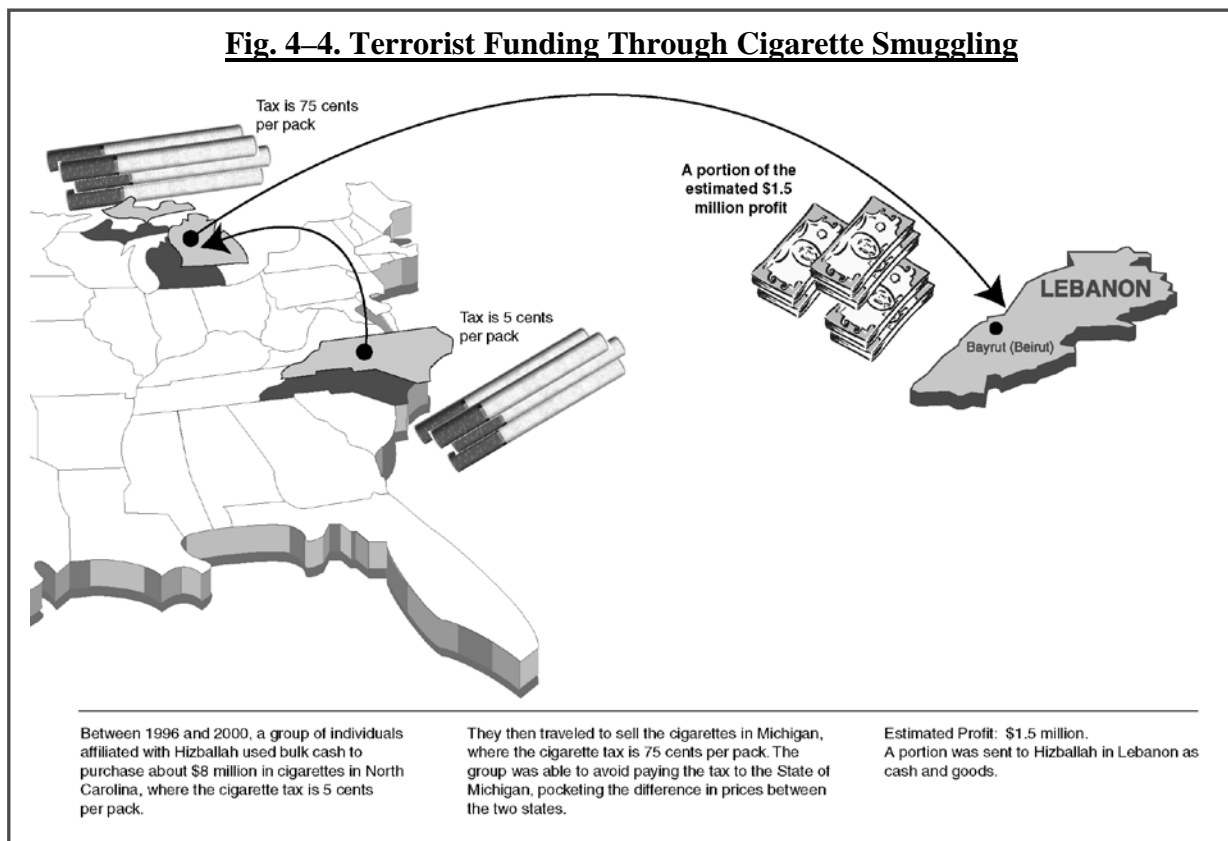 Fig. 4–4. Terrorist Funding Through Cigarette Smuggling
Tax is 75 cents
per pack
A portion of the
estimated $1.5
million profit
LEBANON
Bayrut (Beirut)
Tax is 5 cents
per pack
Between 1996 and 2000, a group of individuals
affiliated with Hizballah used bulk cash to
purchase about $8 million in cigarettes in North
Carolina, where the cigarette tax is 5 cents
per pack.
They then traveled to sell the cigarettes in Michigan,
where the cigarette tax is 75 cents per pack. The
group was able to avoid paying the tax to the State of
Michigan, pocketing the difference in prices between
the two states.
Estimated Profit: $1.5 million.
A portion was sent to Hizballah in Lebanon as
cash and goods.